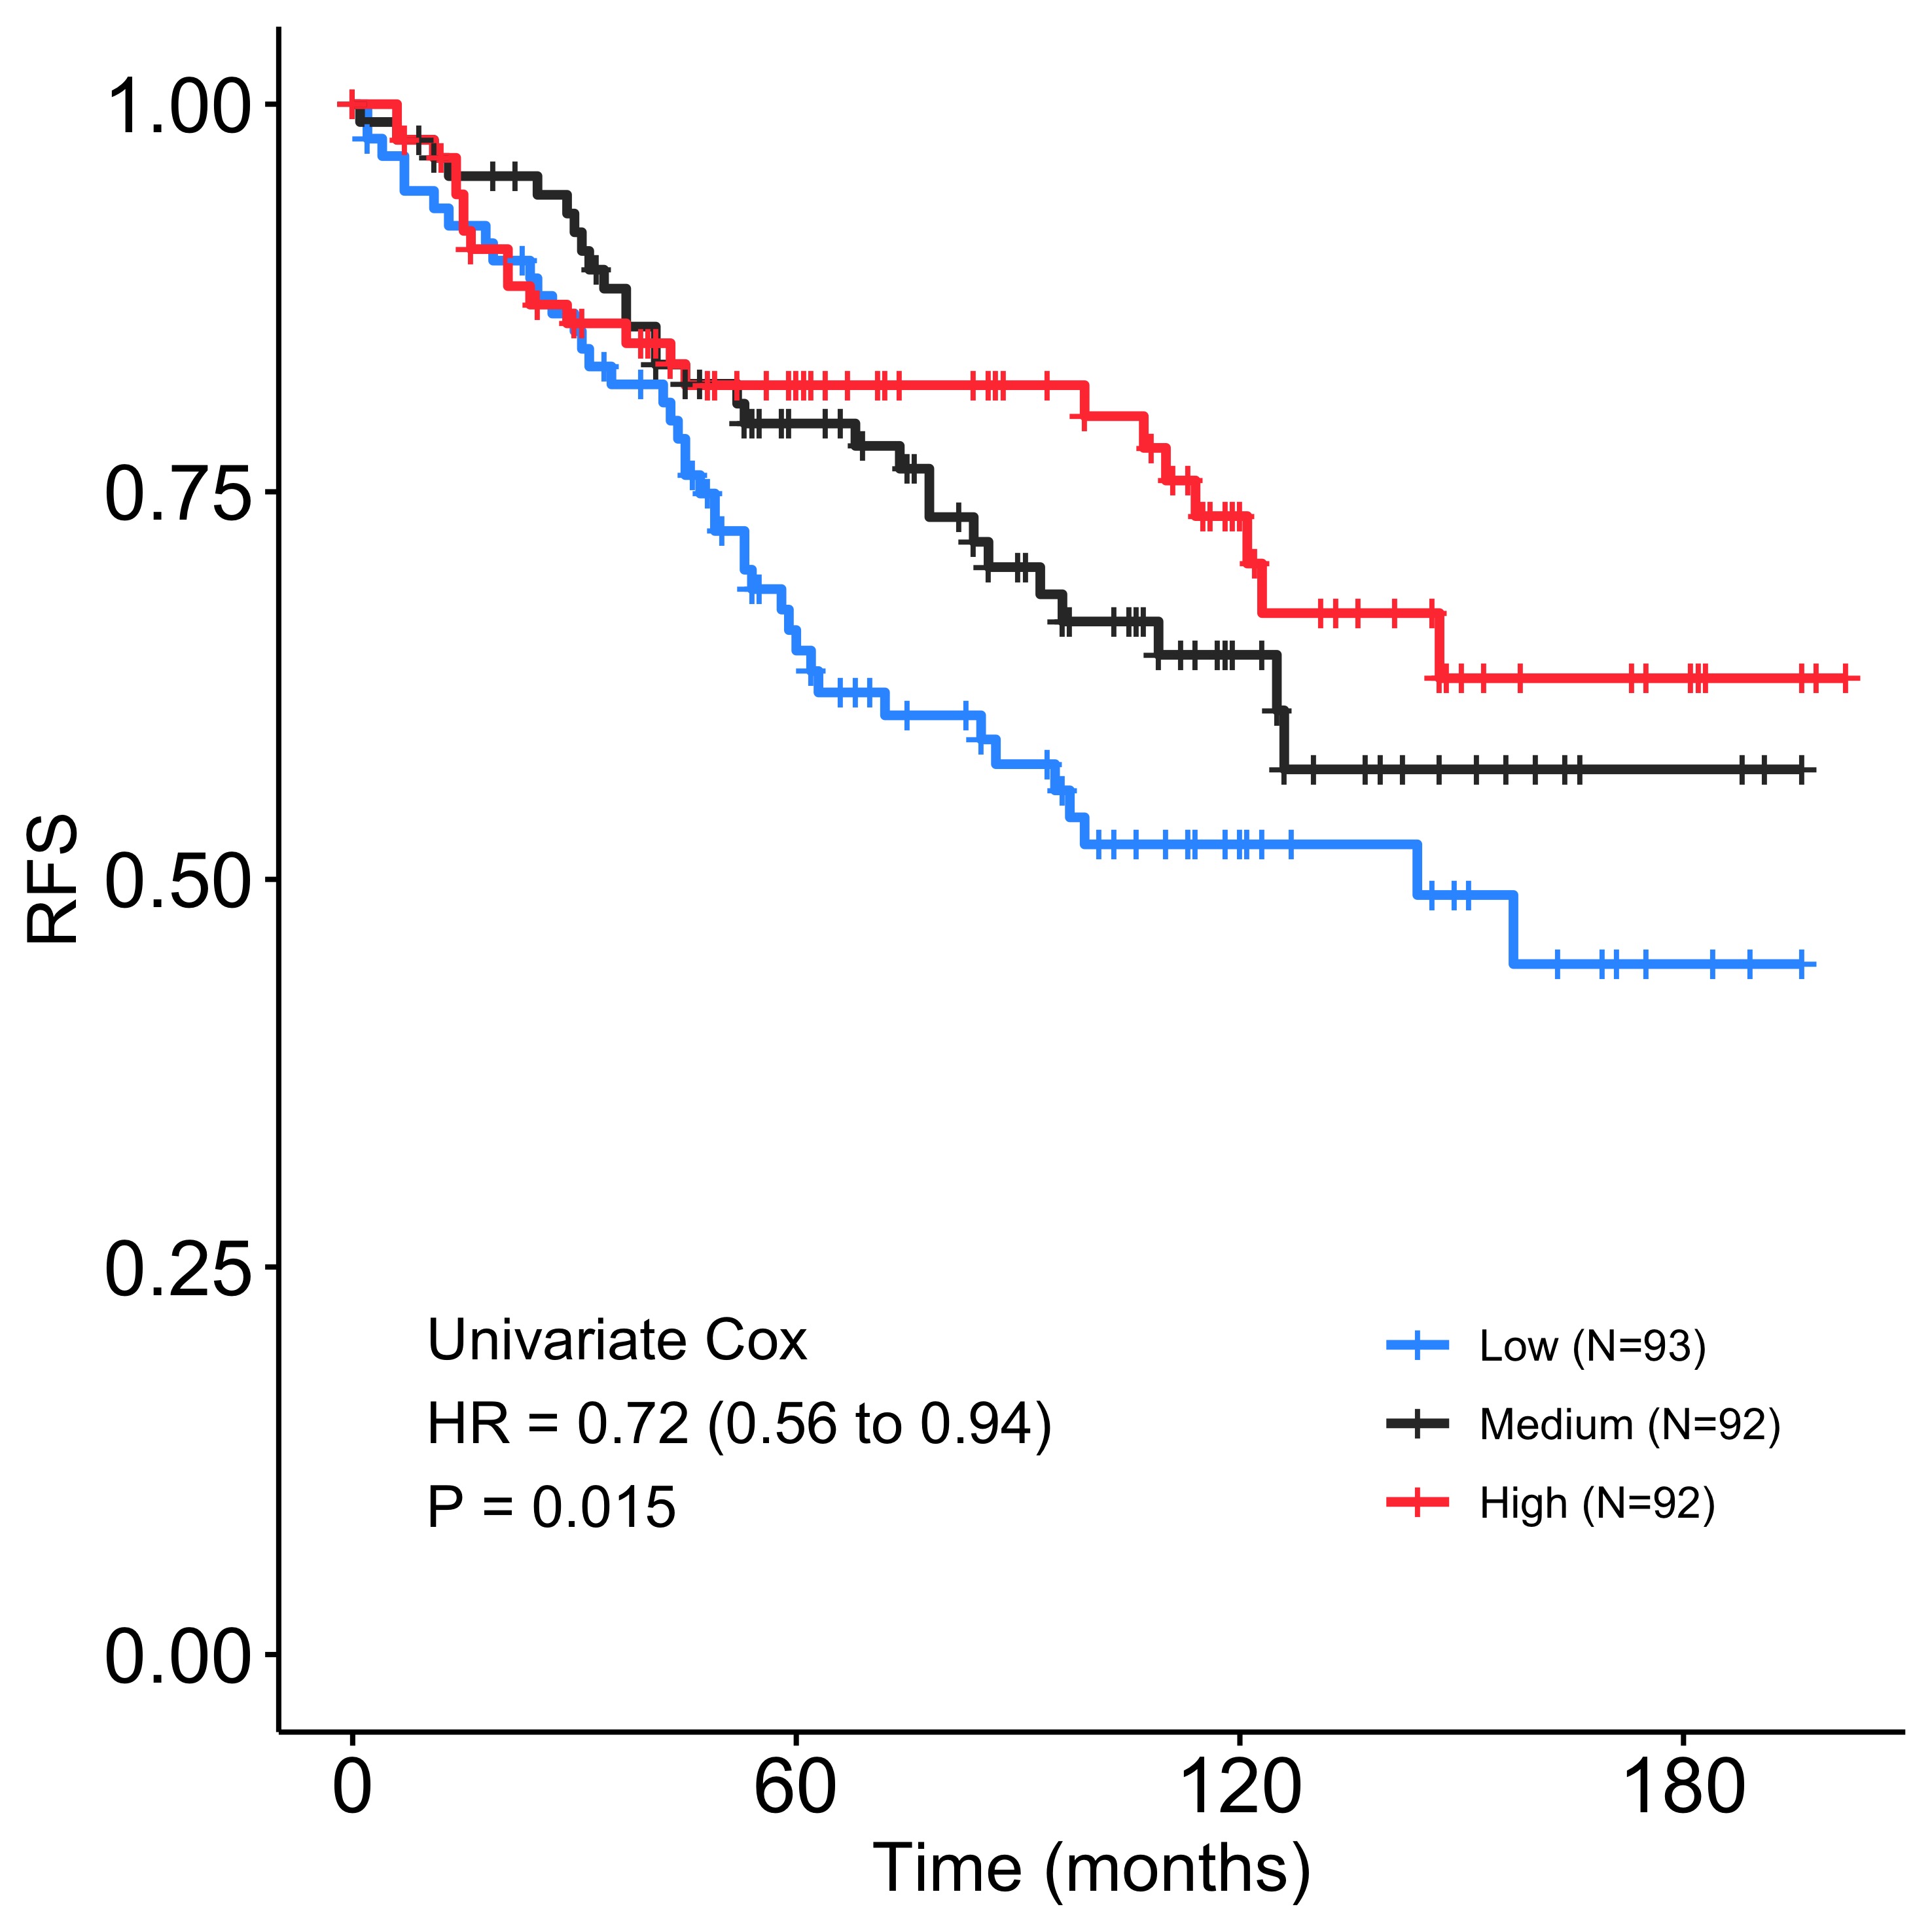 1.00
0.75
0.50
0.25
0.00
RFS
Univariate Cox
HR = 0.72 (0.56 to 0.94)
P = 0.015
Low (N=93)
Medium (N=92)
High (N=92)
0 60 120 180
Time (months)